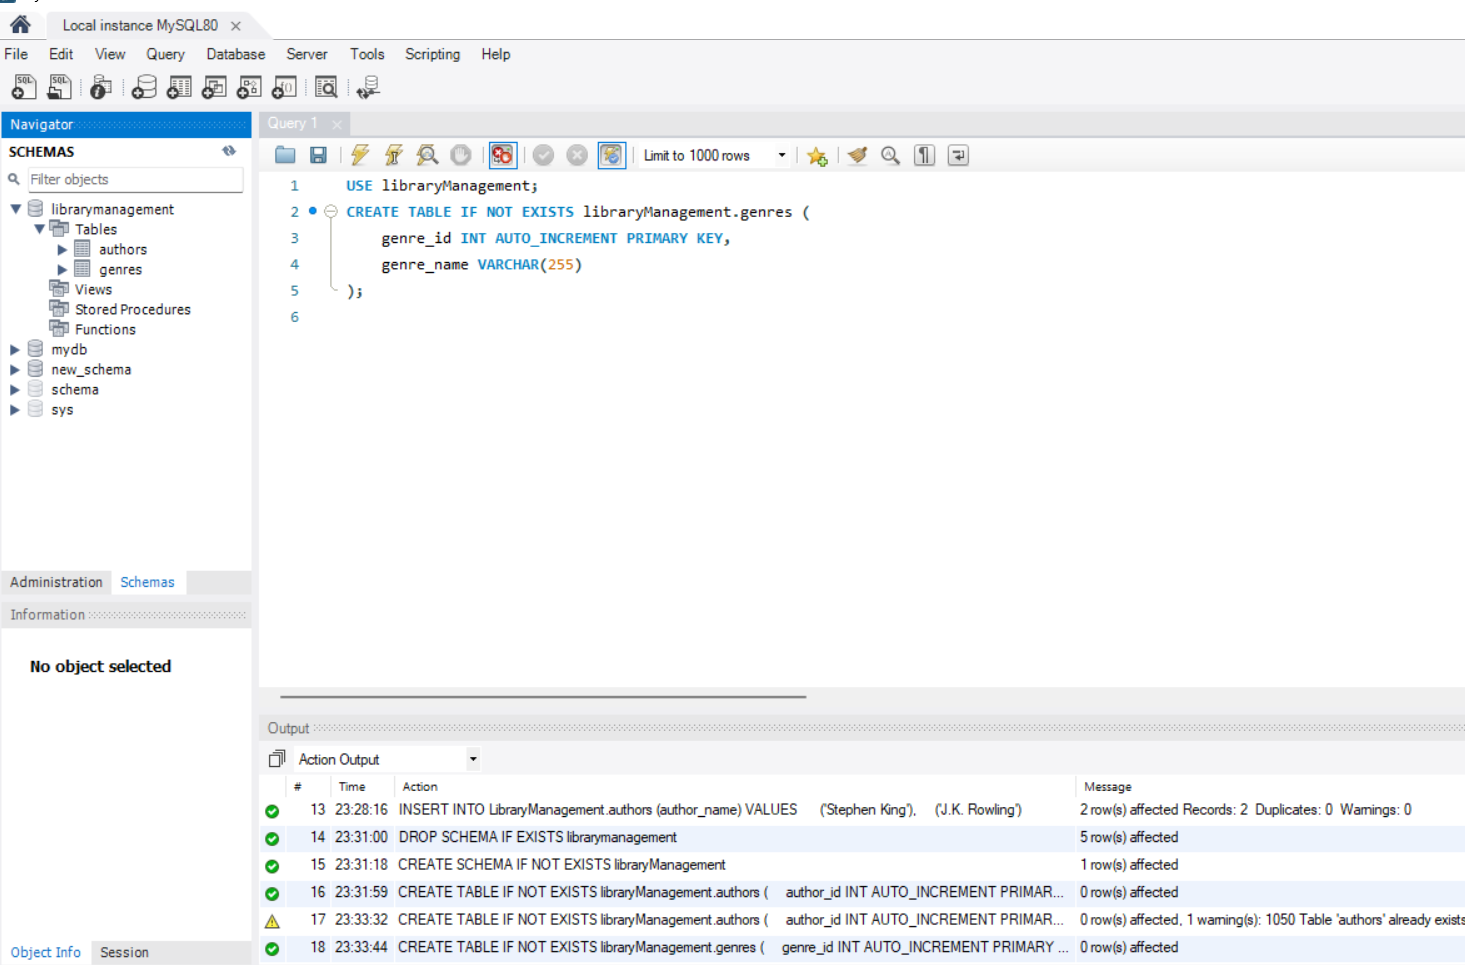 Local instance MySQL80
File Edit View Query Database Server Tools Scripting Help
Navigator
SCHEMAS
Filter objects
librarymanagement
Tables
authors
genres
Views
Stored Procedures
Functions
mydb
new_schema
schema
sys
Administration Schemas
Information
No object selected
Object Info Session
Query 1
Limit to 1000 rows
1 USE libraryManagement;
2 CREATE TABLE IF NOT EXISTS libraryManagement.genres (
3 genre_id INT AUTO_INCREMENT PRIMARY KEY,
4 genre_name VARCHAR(255)
5 );
6
Output
Action Output
# Time Action Message
13 23:28:16 INSERT INTO LibraryManagement.authors (author_name) VALUES ('Stephen King'), ('J.K. Rowling') 2 row(s) affected Records: 2 Duplicates: 0 Warnings: 0
14 23:31:00 DROP SCHEMA IF EXISTS librarymanagement 5 row(s) affected
15 23:31:18 CREATE SCHEMA IF NOT EXISTS libraryManagement 1 row(s) affected
16 23:31:59 CREATE TABLE IF NOT EXISTS libraryManagement.authors ( author_id INT AUTO_INCREMENT PRIMAR... 0 row(s) affected
17 23:33:32 CREATE TABLE IF NOT EXISTS libraryManagement.authors ( author_id INT AUTO_INCREMENT PRIMAR... 0 row(s) affected, 1 warning(s): 1050 Table 'authors' already exists
18 23:33:44 CREATE TABLE IF NOT EXISTS libraryManagement.genres ( genre_id INT AUTO_INCREMENT PRIMARY ... 0 row(s) affected